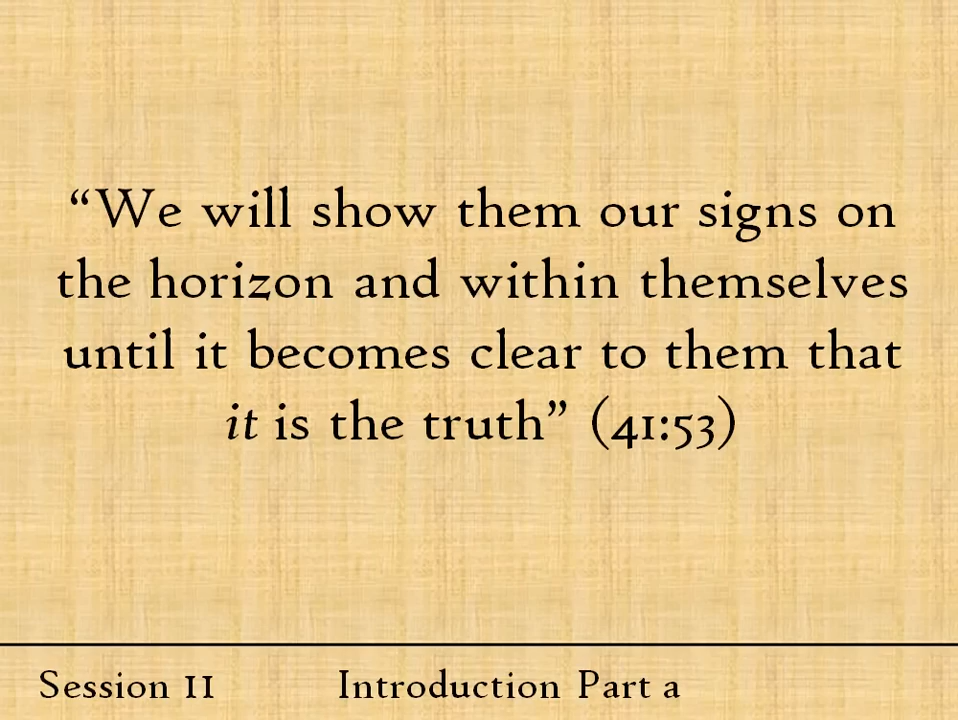 “We will show them our signs on
the horizon and within themselves
until it becomes clear to them that
it is the truth” (41:53)
Session 11 Introduction Part a